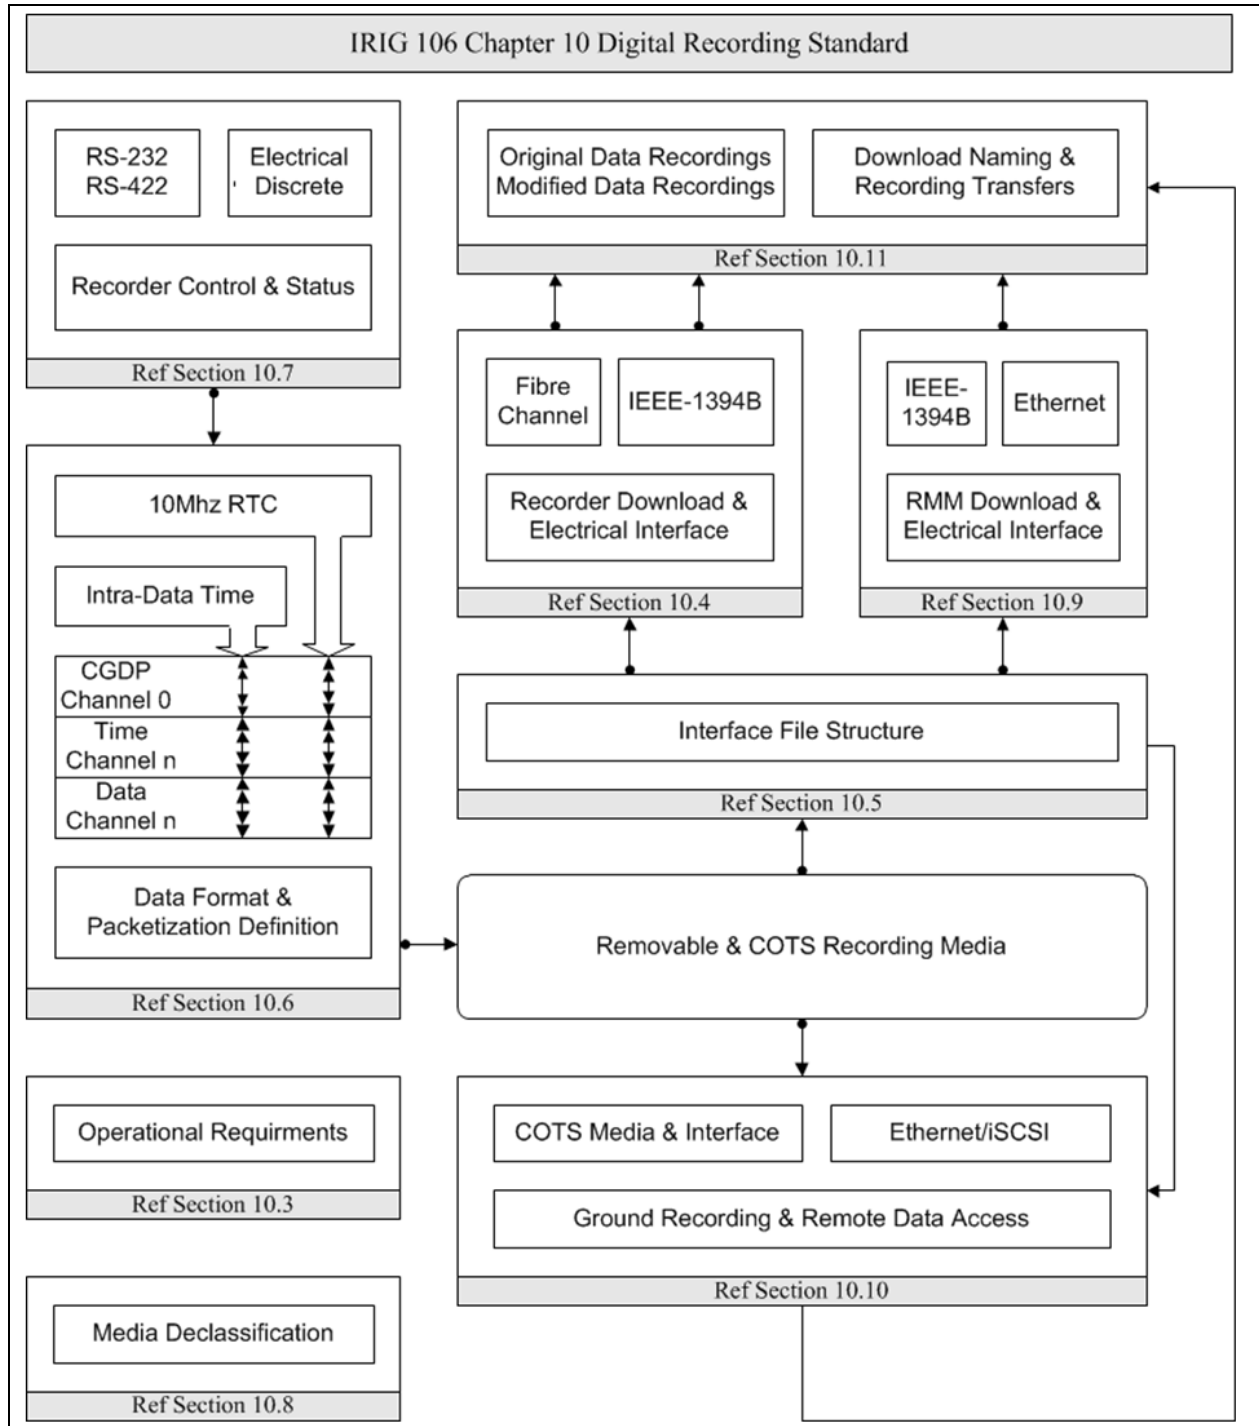 IRIG 106 Chapter 10 Digital Recording Standard
RS-232
RS-422
Electrical
Discrete
Recorder Control & Status
Ref Section 10.7
Original Data Recordings
Modified Data Recordings
Download Naming &
Recording Transfers
Ref Section 10.11
Fibre
Channel
IEEE-1394B
Recorder Download &
Electrical Interface
Ref Section 10.4
IEEE-
1394B
Ethernet
RMM Download &
Electrical Interface
Ref Section 10.9
10Mhz RTC
Intra-Data Time
CGDP
Channel 0
Time
Channel n
Data
Channel n
Data Format &
Packetization Definition
Ref Section 10.6
Interface File Structure
Ref Section 10.5
Removable & COTS Recording Media
Operational Requirments
Ref Section 10.3
COTS Media & Interface
Ethernet/iSCSI
Ground Recording & Remote Data Access
Ref Section 10.10
Media Declassification
Ref Section 10.8